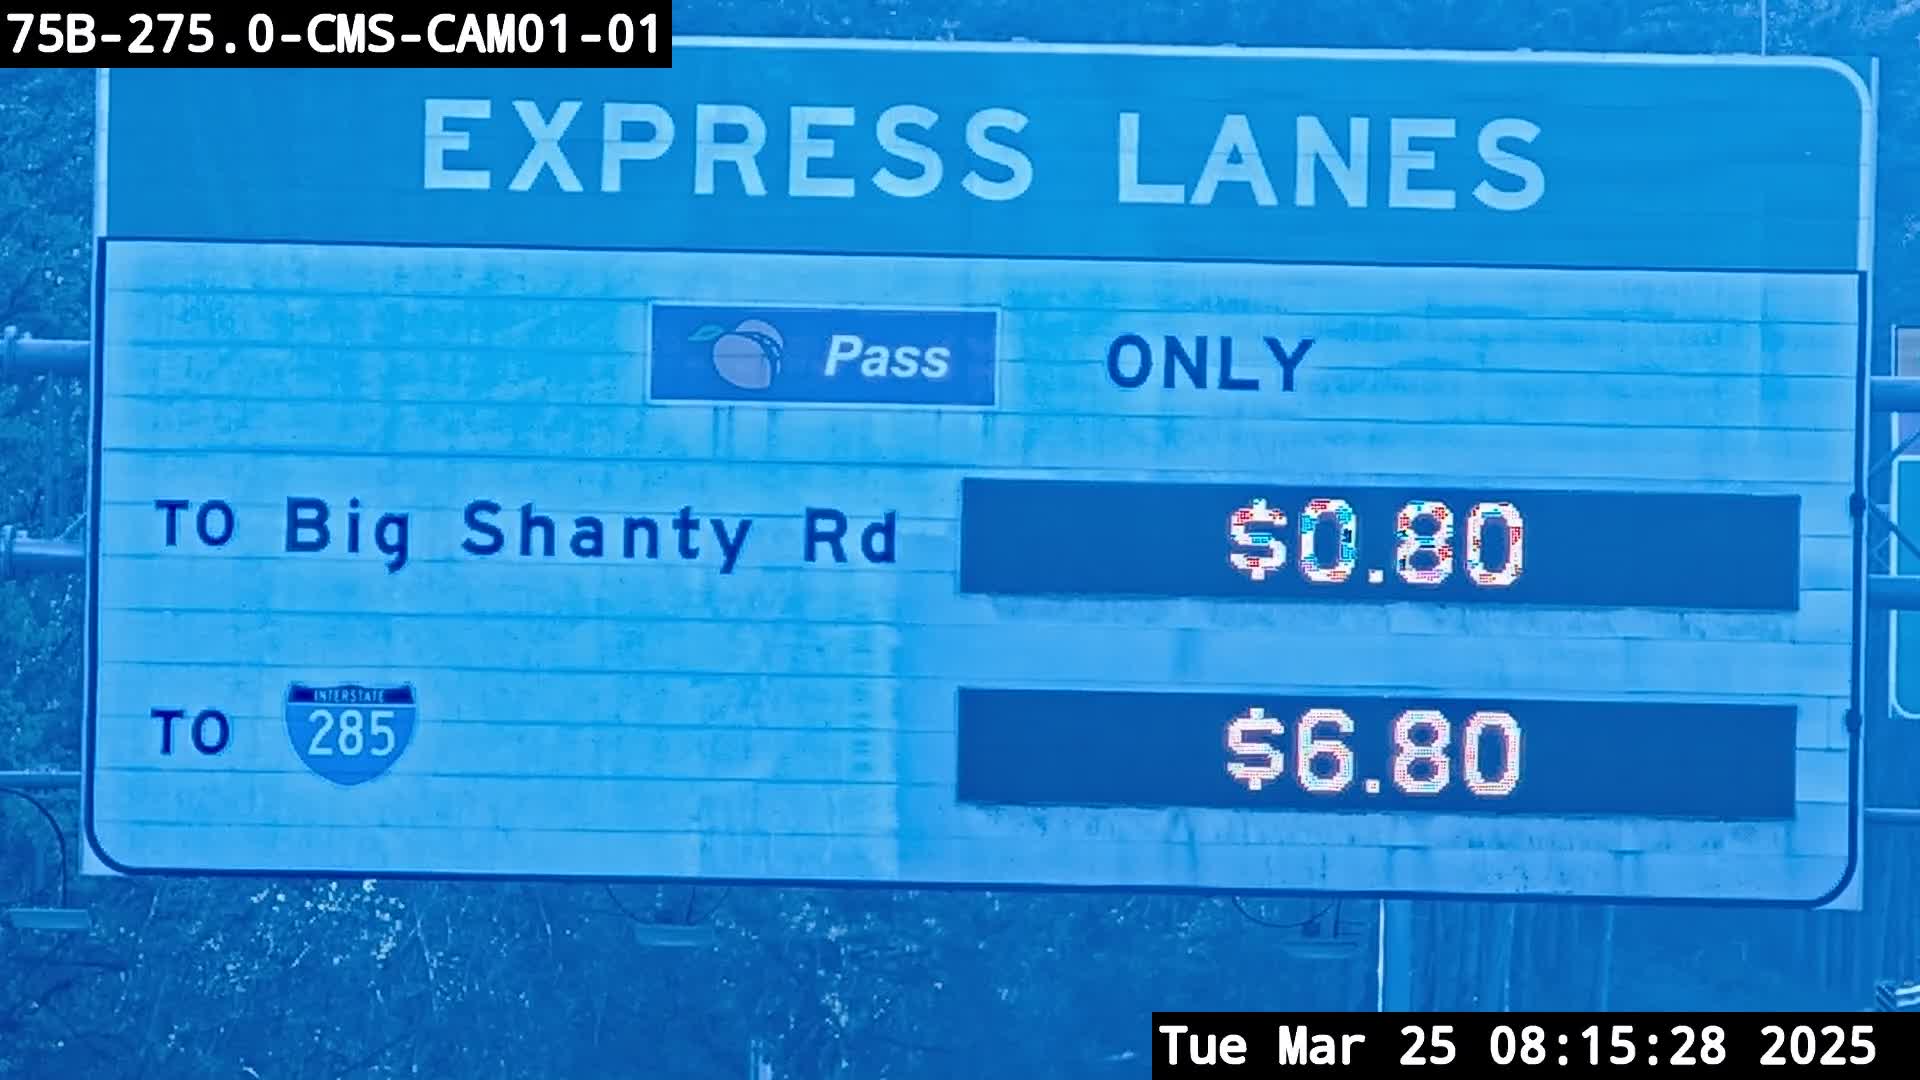 75B-275.0-CMS-CAM01-01
EXPRESS LANES
Pass ONLY
TO Big Shanty Rd $0.80
INTERSTATE
TO 285 $6.80
Tue Mar 25 08:15:28 2025